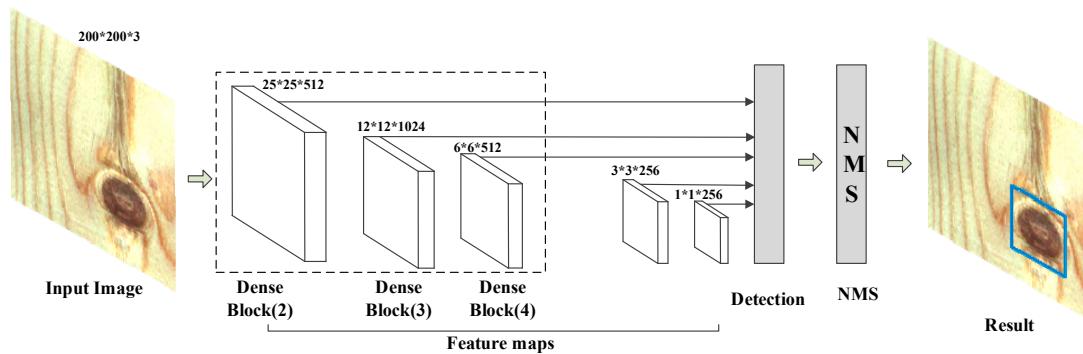 200*200*3
25*25*512
12*12*1024
6*6*512
3*3*256
1*1*256
N
M
S
Input Image
Dense
Block(2)
Dense
Block(3)
Dense
Block(4)
Detection
NMS
Result
Feature maps